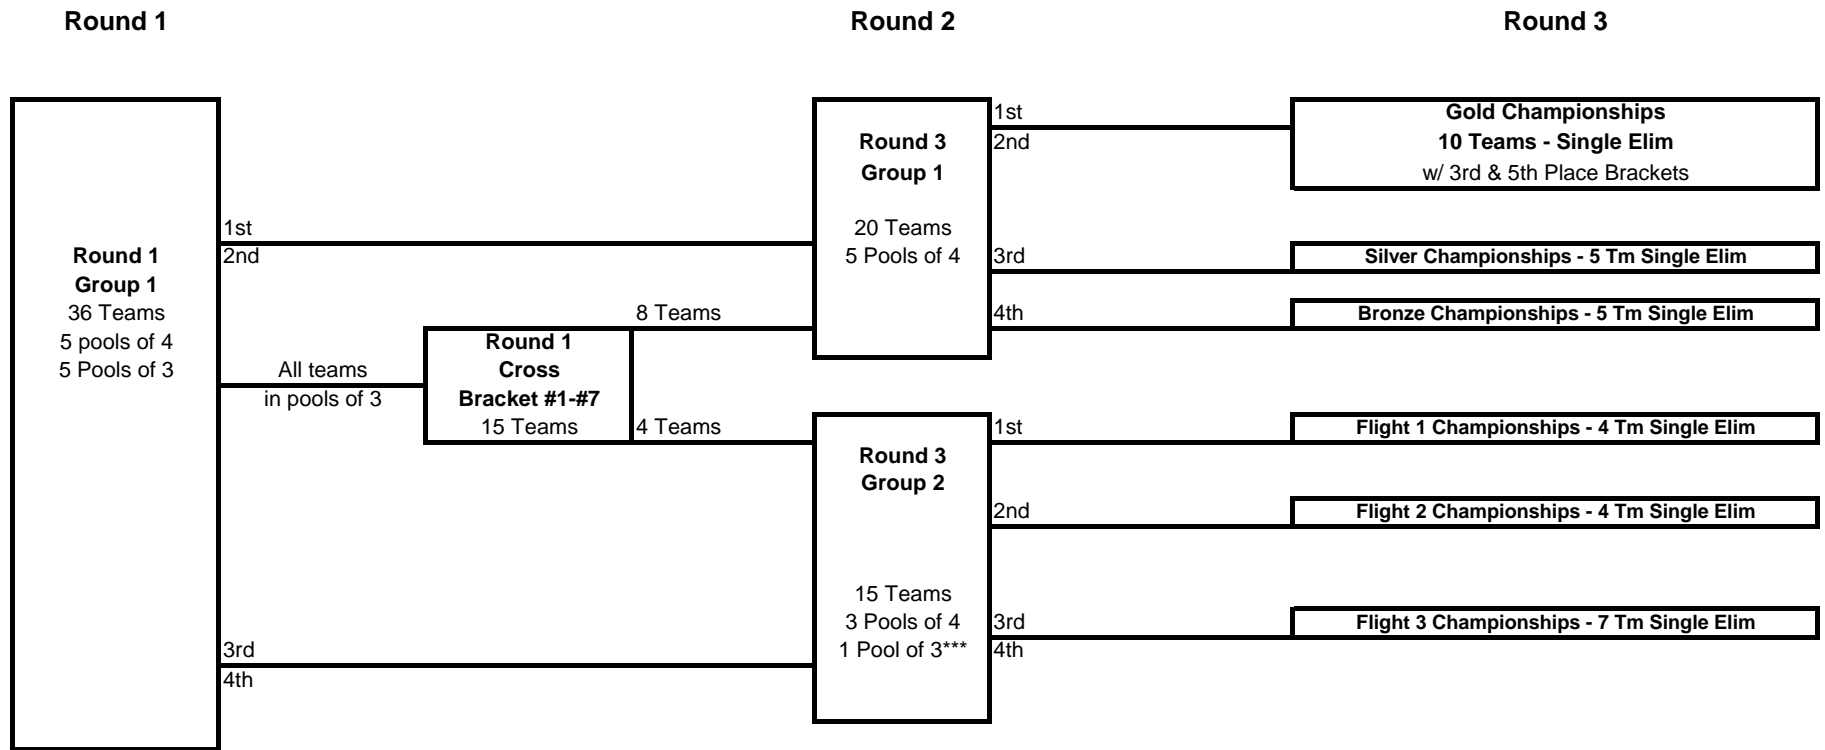 Round 1
Round 2
Round 3
Round 1
Group 1
36 Teams
5 pools of 4
5 Pools of 3
1st
2nd
All teams
in pools of 3
3rd
4th
Round 1
Cross
Bracket #1-#7
15 Teams
8 Teams
4 Teams
Round 3
Group 1
20 Teams
5 Pools of 4
1st
2nd
3rd
4th
Round 3
Group 2
15 Teams
3 Pools of 4
1 Pool of 3***
1st
2nd
3rd
4th
Gold Championships
10 Teams - Single Elim
w/ 3rd & 5th Place Brackets
Silver Championships - 5 Tm Single Elim
Bronze Championships - 5 Tm Single Elim
Flight 1 Championships - 4 Tm Single Elim
Flight 2 Championships - 4 Tm Single Elim
Flight 3 Championships - 7 Tm Single Elim